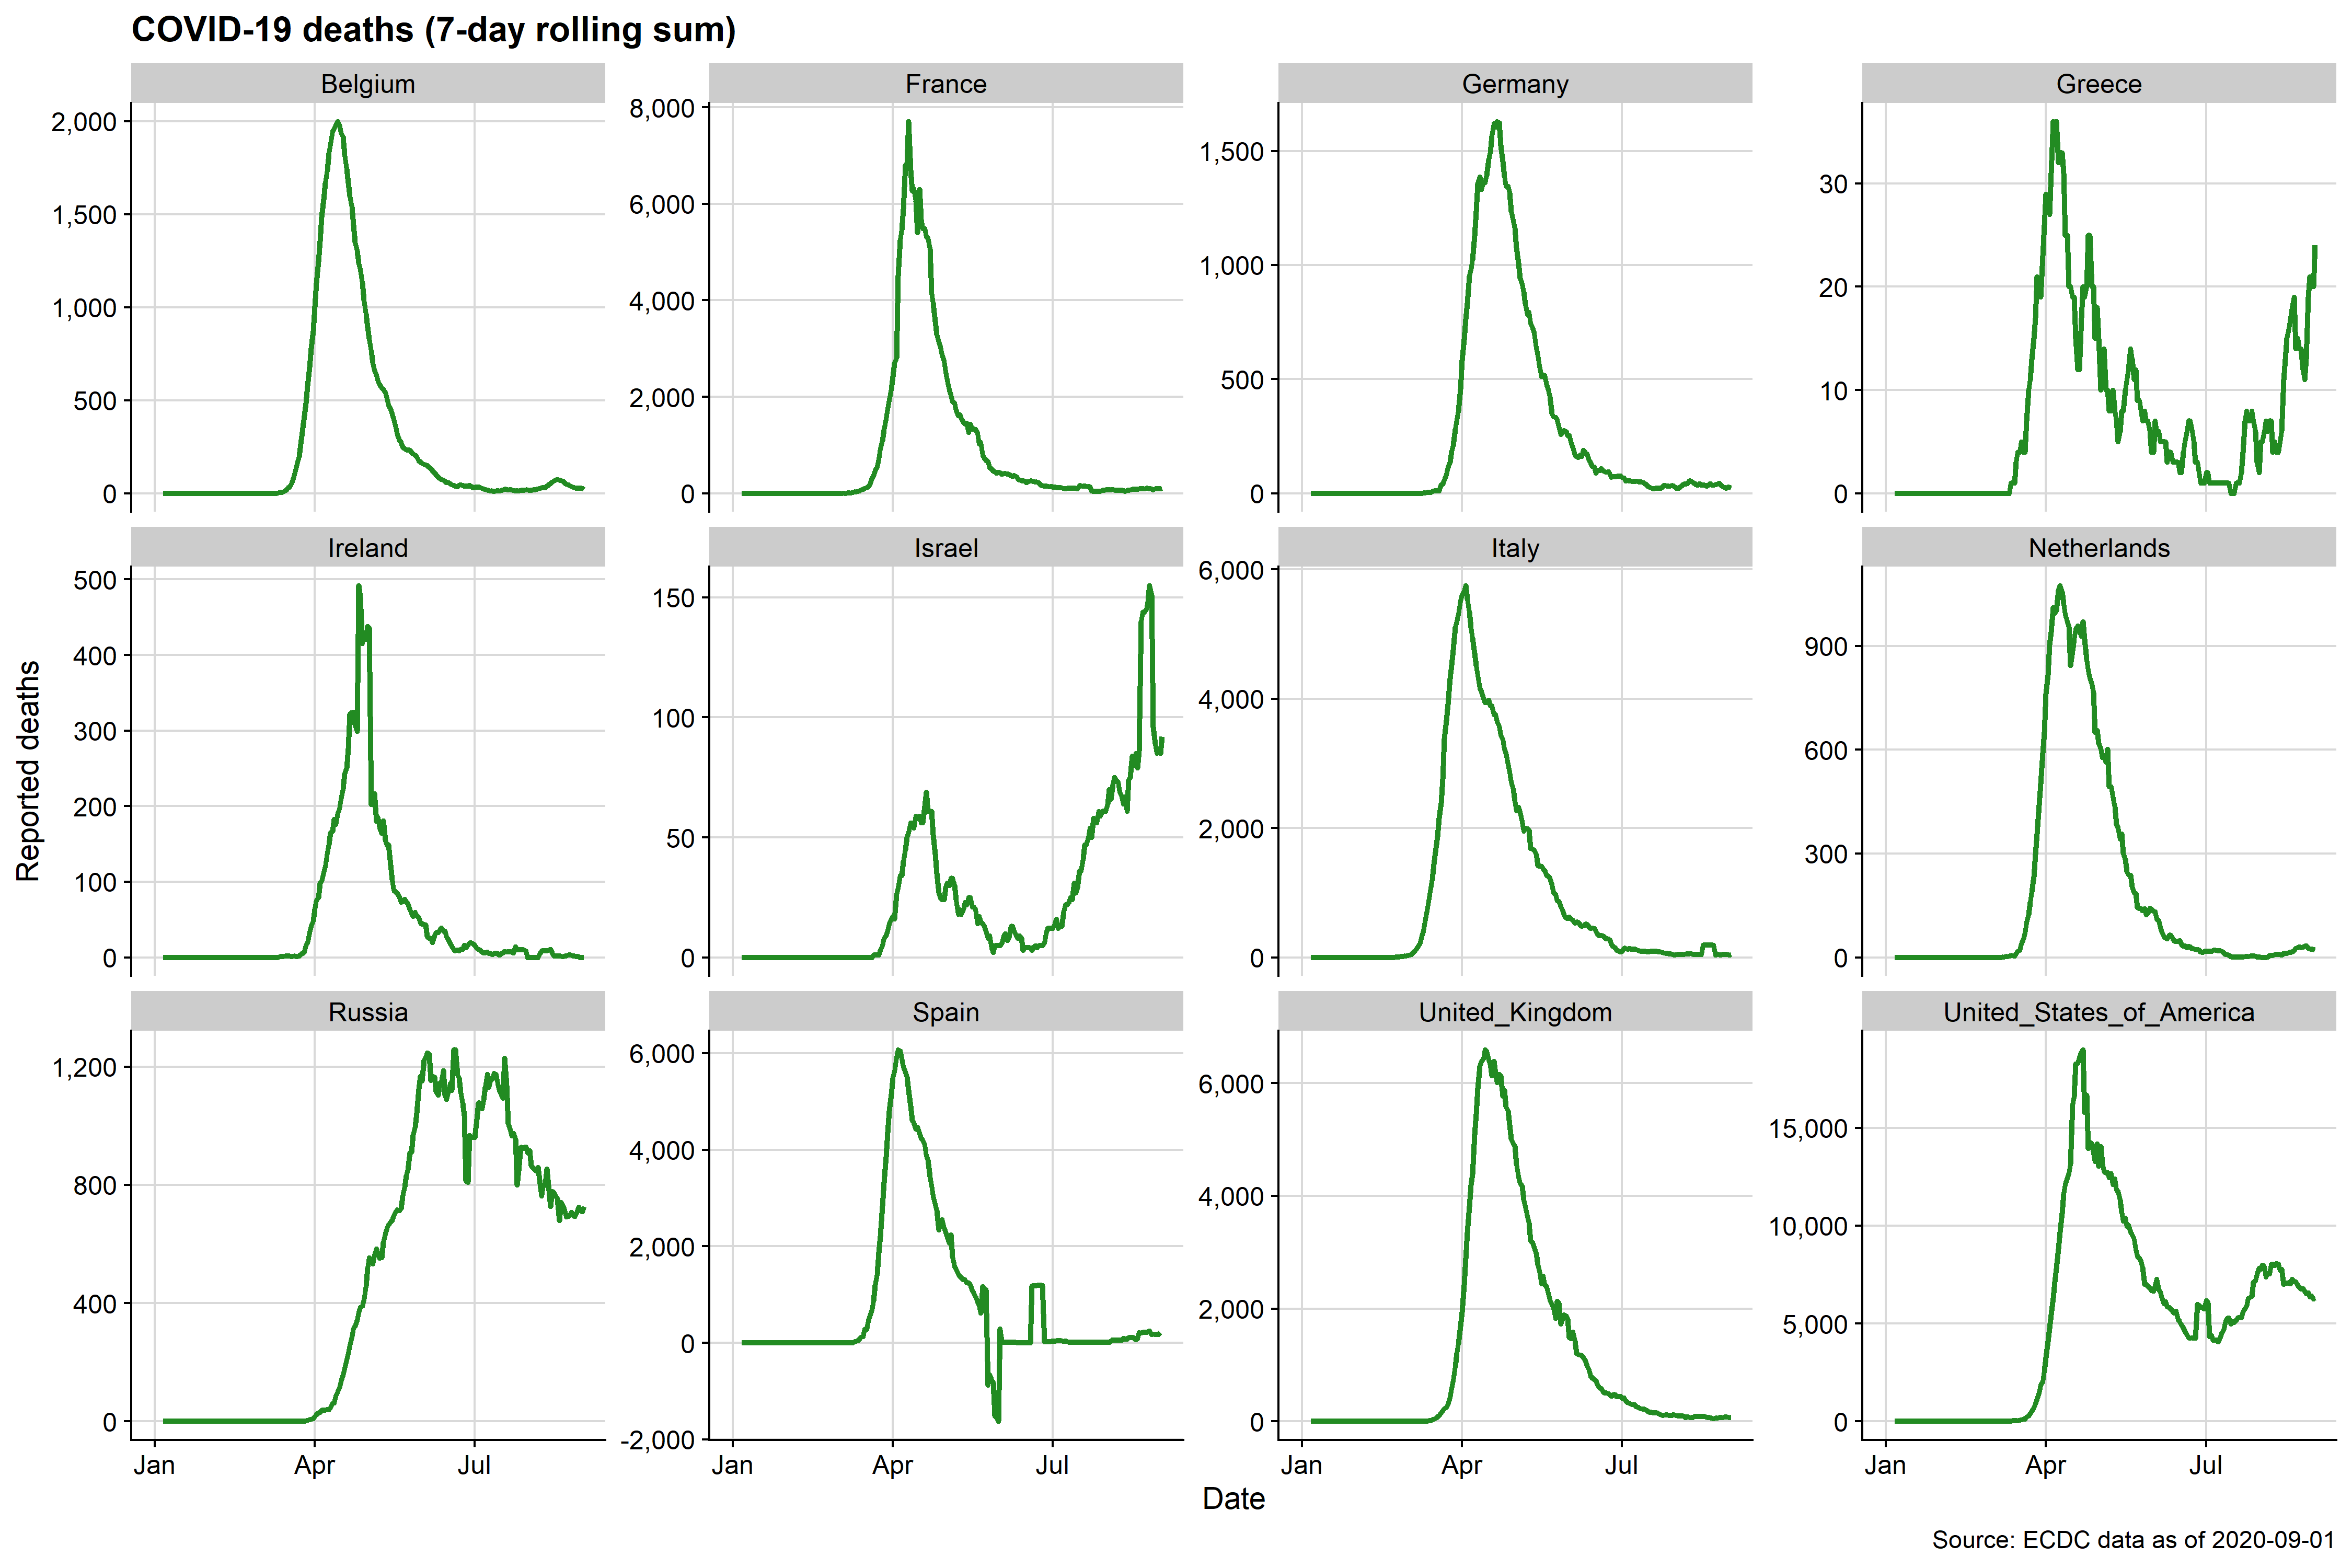 COVID-19 deaths (7-day rolling sum)
Belgium
France
Germany
Greece
2,000
1,500
1,000
500
0
8,000
6,000
4,000
2,000
0
1,500
1,000
500
0
30
20
10
0
Ireland
Israel
Italy
Netherlands
500
400
300
200
100
0
150
100
50
0
6,000
4,000
2,000
0
900
600
300
0
Reported deaths
Russia
Spain
United_Kingdom
United_States_of_America
1,200
800
400
0
6,000
4,000
2,000
0
-2,000
6,000
4,000
2,000
0
15,000
10,000
5,000
0
Jan Apr Jul
Jan Apr Jul
Jan Apr Jul
Jan Apr Jul
Date
Source: ECDC data as of 2020-09-01